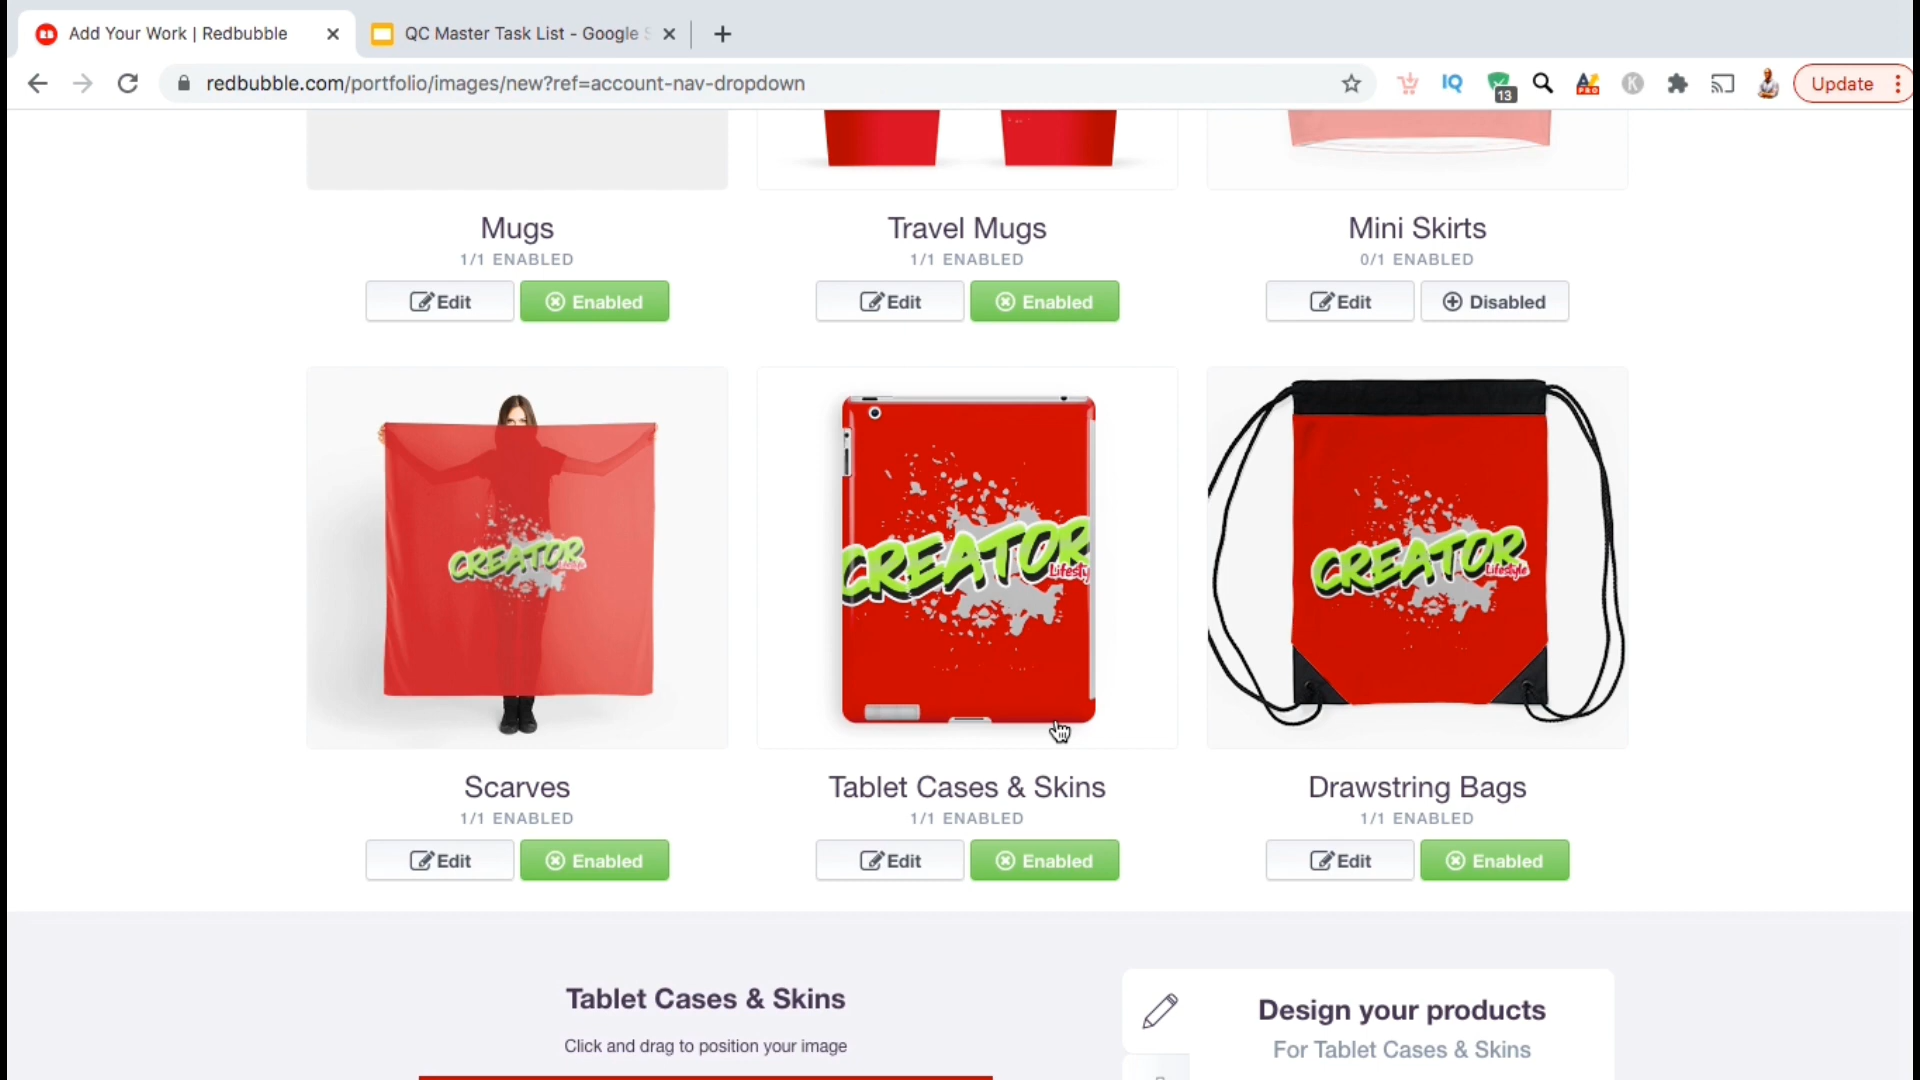 Add Your Work | Redbubble
QC Master Task List - Google S
redbubble.com/portfolio/images/new?ref=account-nav-dropdown
IQ
13
PRO
K
Update
Mugs
Travel Mugs
Mini Skirts
1/1 ENABLED
1/1 ENABLED
0/1 ENABLED
Edit
Enabled
Edit
Enabled
Edit
Disabled
CREATOR
Lifestyle
CREATOR
Lifesty
CREATOR
Lifestyle
Scarves
Tablet Cases & Skins
Drawstring Bags
1/1 ENABLED
1/1 ENABLED
1/1 ENABLED
Edit
Enabled
Edit
Enabled
Edit
Enabled
Tablet Cases & Skins
Click and drag to position your image
Design your products
For Tablet Cases & Skins